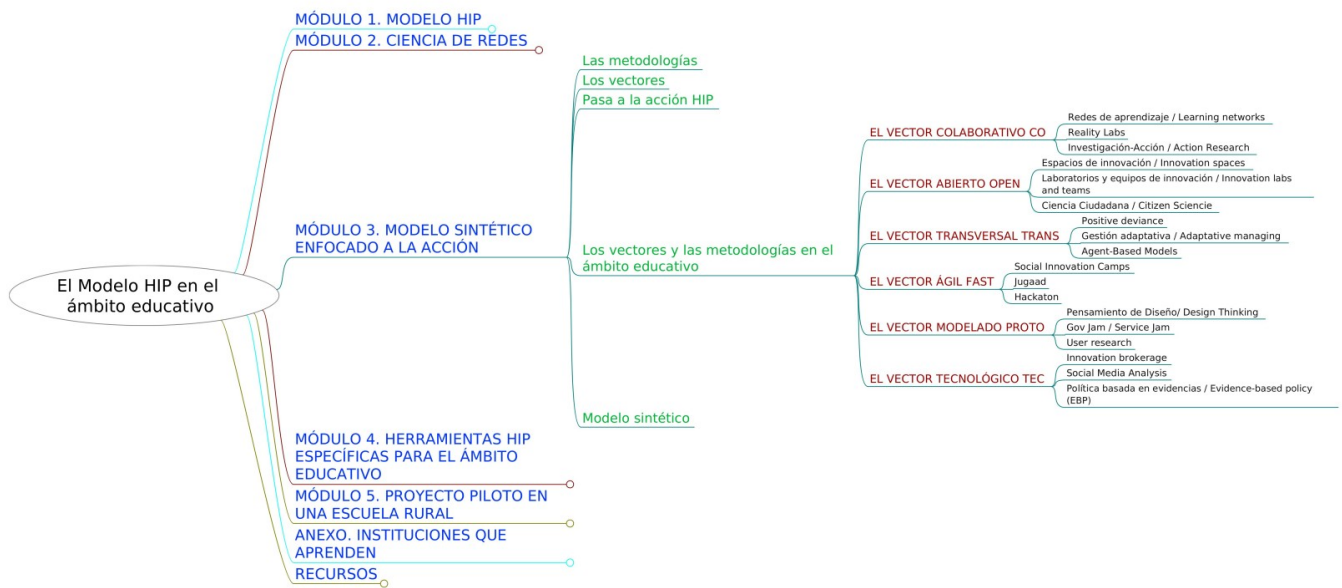 El Modelo HIP en el
ámbito educativo
MÓDULO 1. MODELO HIP
MÓDULO 2. CIENCIA DE REDES
MÓDULO 3. MODELO SINTÉTICO
ENFOCADO A LA ACCIÓN
Las metodologías
Los vectores
Pasa a la acción HIP
Los vectores y las metodologías en el
ámbito educativo
EL VECTOR COLABORATIVO CO
Redes de aprendizaje / Learning networks
Reality Labs
Investigación-Acción / Action Research
EL VECTOR ABIERTO OPEN
Espacios de innovación / Innovation spaces
Laboratorios y equipos de innovación / Innovation labs
and teams
Ciencia Ciudadana / Citizen Sciencie
EL VECTOR TRANSVERSAL TRANS
Positive deviance
Gestión adaptativa / Adaptative managing
Agent-Based Models
EL VECTOR ÁGIL FAST
Social Innovation Camps
Jugaad
Hackaton
EL VECTOR MODELADO PROTO
Pensamiento de Diseño/ Design Thinking
Gov Jam / Service Jam
User research
EL VECTOR TECNOLÓGICO TEC
Innovation brokerage
Social Media Analysis
Política basada en evidencias / Evidence-based policy
(EBP)
Modelo sintético
MÓDULO 4. HERRAMIENTAS HIP
ESPECÍFICAS PARA EL ÁMBITO
EDUCATIVO
MÓDULO 5. PROYECTO PILOTO EN
UNA ESCUELA RURAL
ANEXO. INSTITUCIONES QUE
APRENDEN
RECURSOS